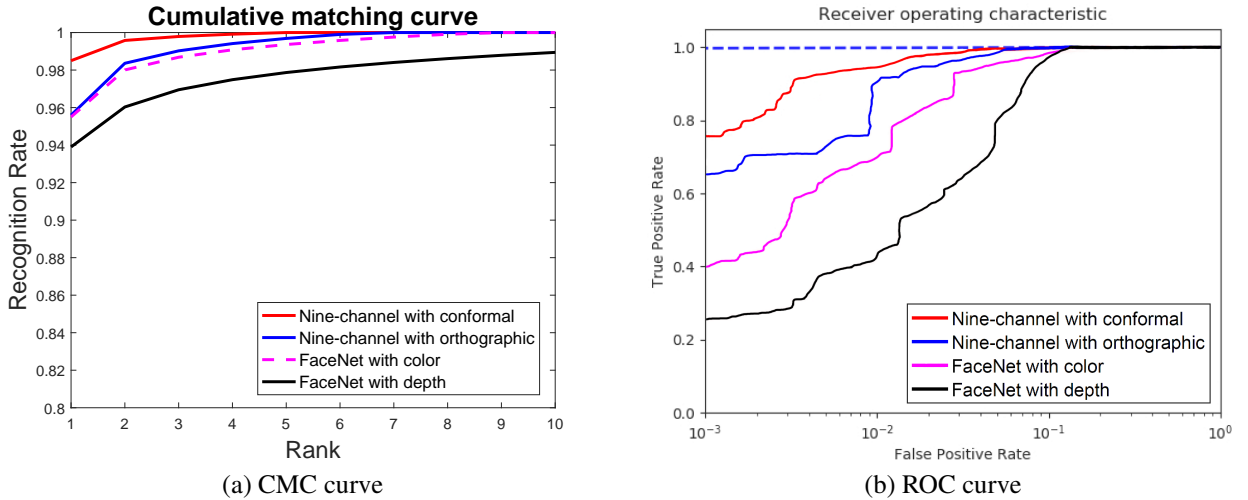 Cumulative matching curve
1
0.98
0.96
0.94
0.92
0.9
0.88
0.86
0.84
0.82
0.8
Recognition Rate
1 2 3 4 5 6 7 8 9 10
Rank
Nine-channel with conformal
Nine-channel with orthographic
FaceNet with color
FaceNet with depth
(a) CMC curve
Receiver operating characteristic
1.0
0.8
0.6
0.4
0.2
0.0
True Positive Rate
10⁻³ 10⁻² 10⁻¹ 10⁰
False Positive Rate
Nine-channel with conformal
Nine-channel with orthographic
FaceNet with color
FaceNet with depth
(b) ROC curve